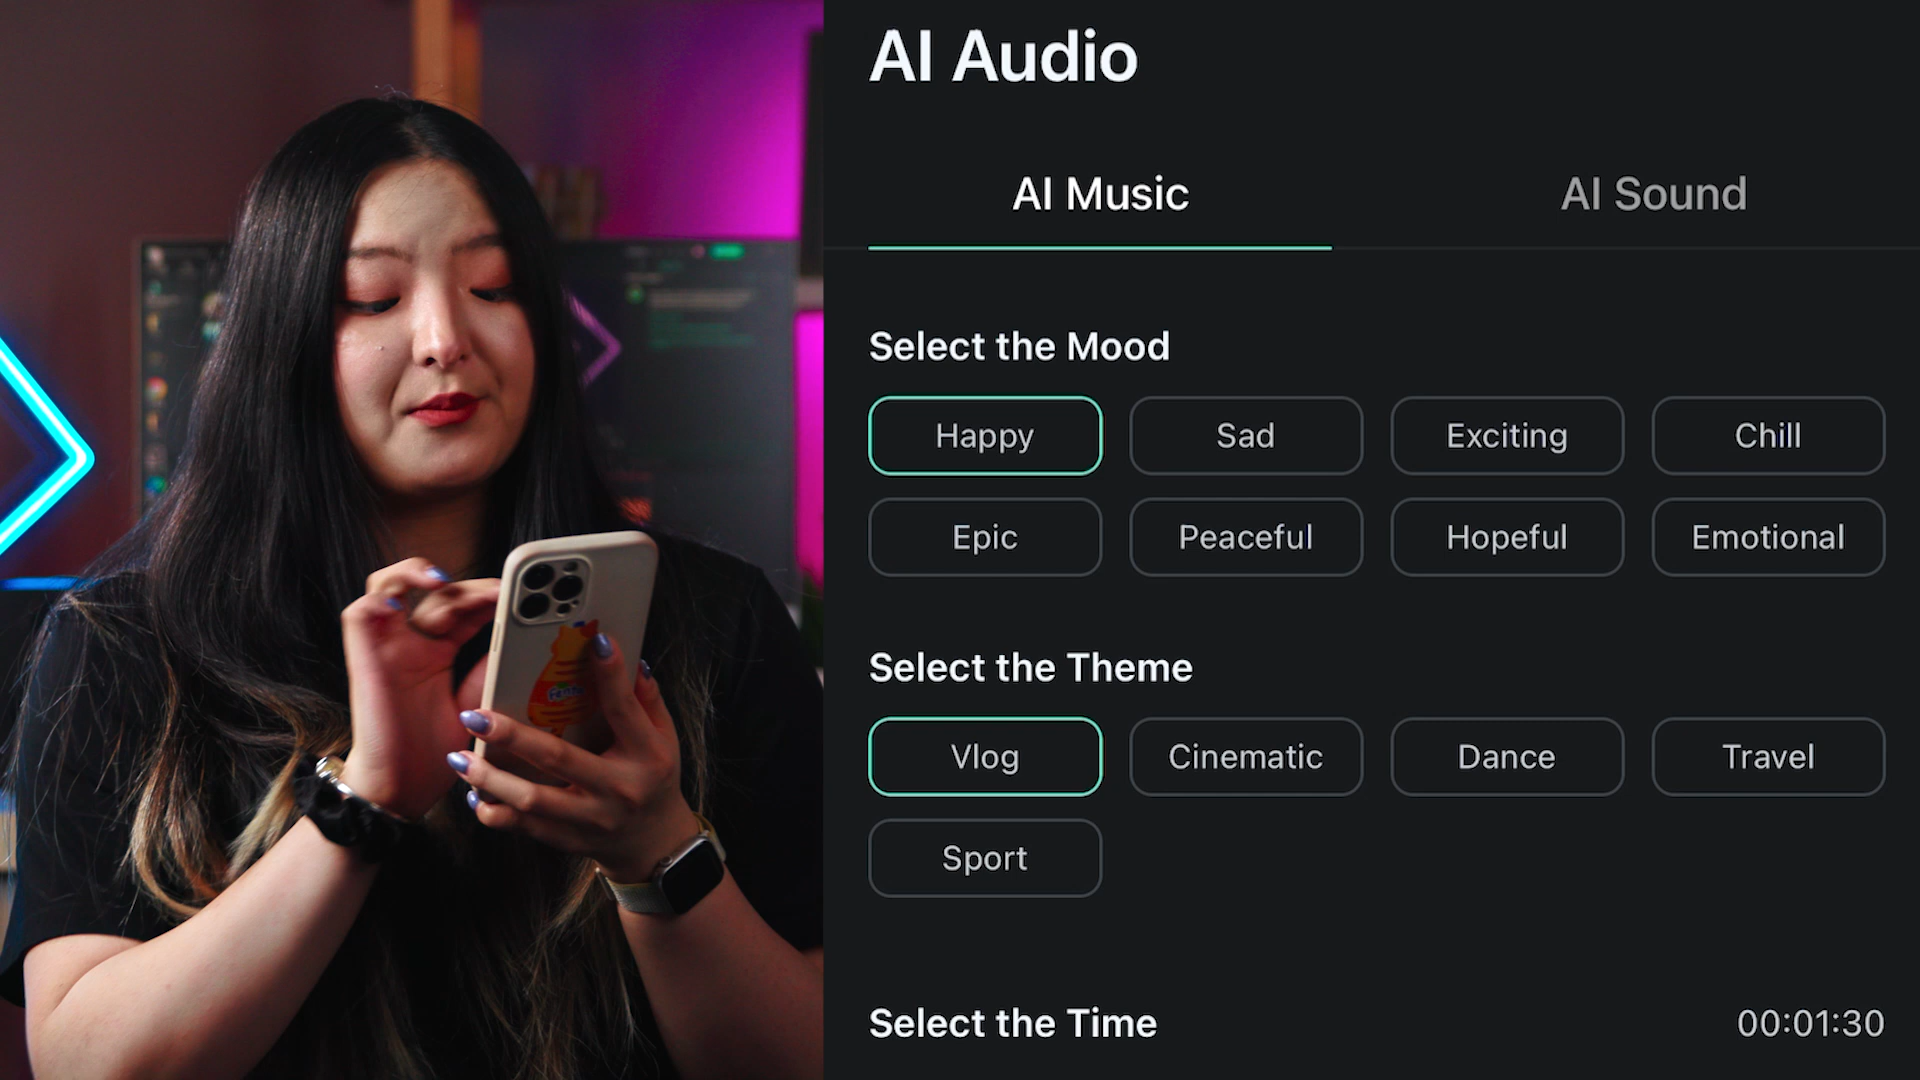 AI Audio
AI Music AI Sound
Select the Mood
Happy Sad Exciting Chill
Epic Peaceful Hopeful Emotional
Select the Theme
Vlog Cinematic Dance Travel
Sport
Select the Time 00:01:30